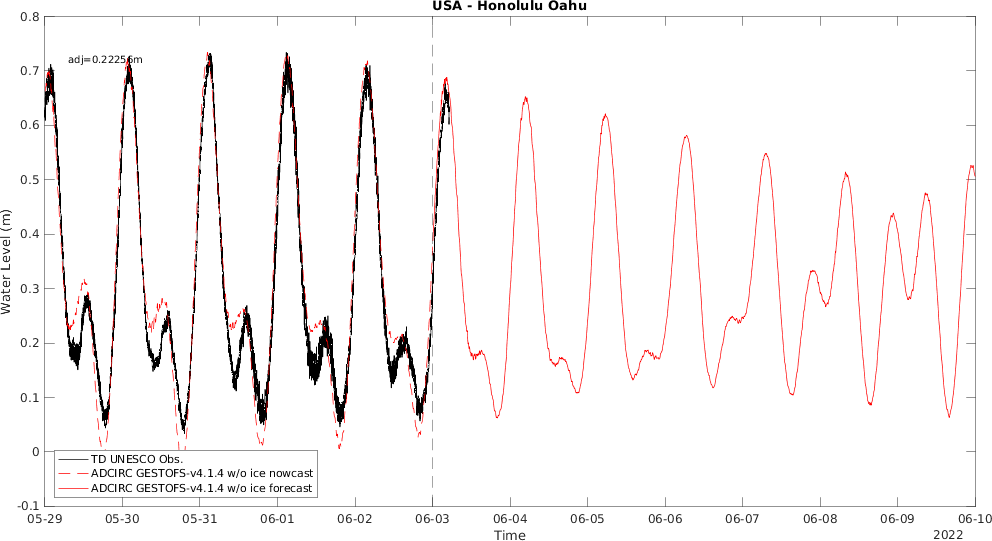 USA - Honolulu Oahu
0.8
adj=0.22256m
0.7
0.6
0.5
0.4
0.3
0.2
0.1
0
-0.1
Water Level (m)
TD UNESCO Obs.
ADCIRC GESTOFS-v4.1.4 w/o ice nowcast
ADCIRC GESTOFS-v4.1.4 w/o ice forecast
05-29 05-30 05-31 06-01 06-02 06-03 06-04 06-05 06-06 06-07 06-08 06-09 06-10
Time
2022